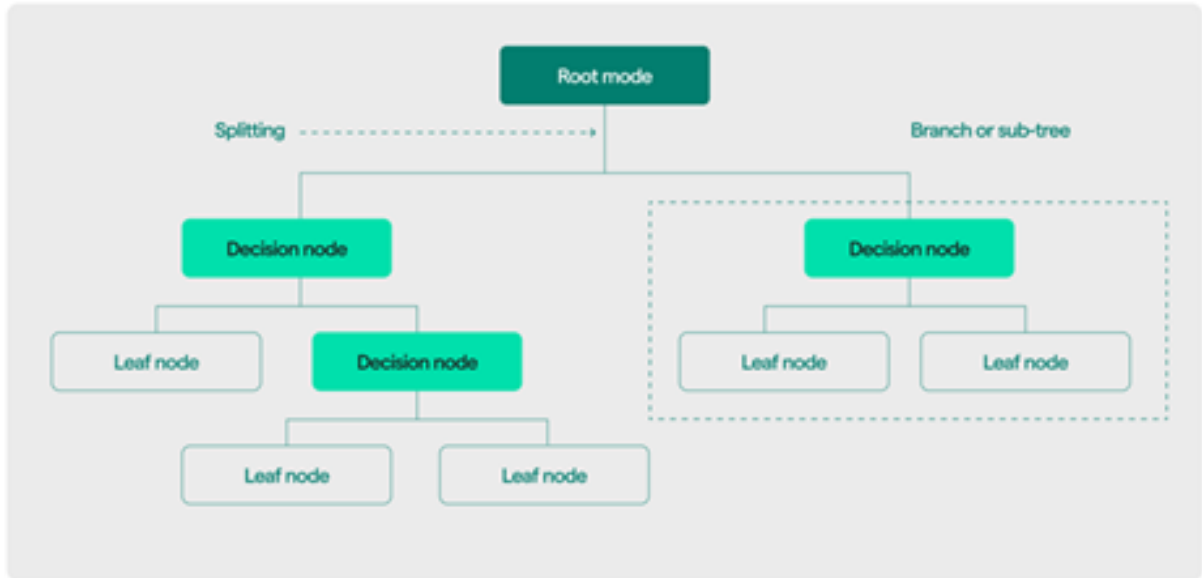 Root mode
Splitting
Branch or sub-tree
Decision node
Decision node
Leaf node
Decision node
Leaf node
Leaf node
Leaf node
Leaf node